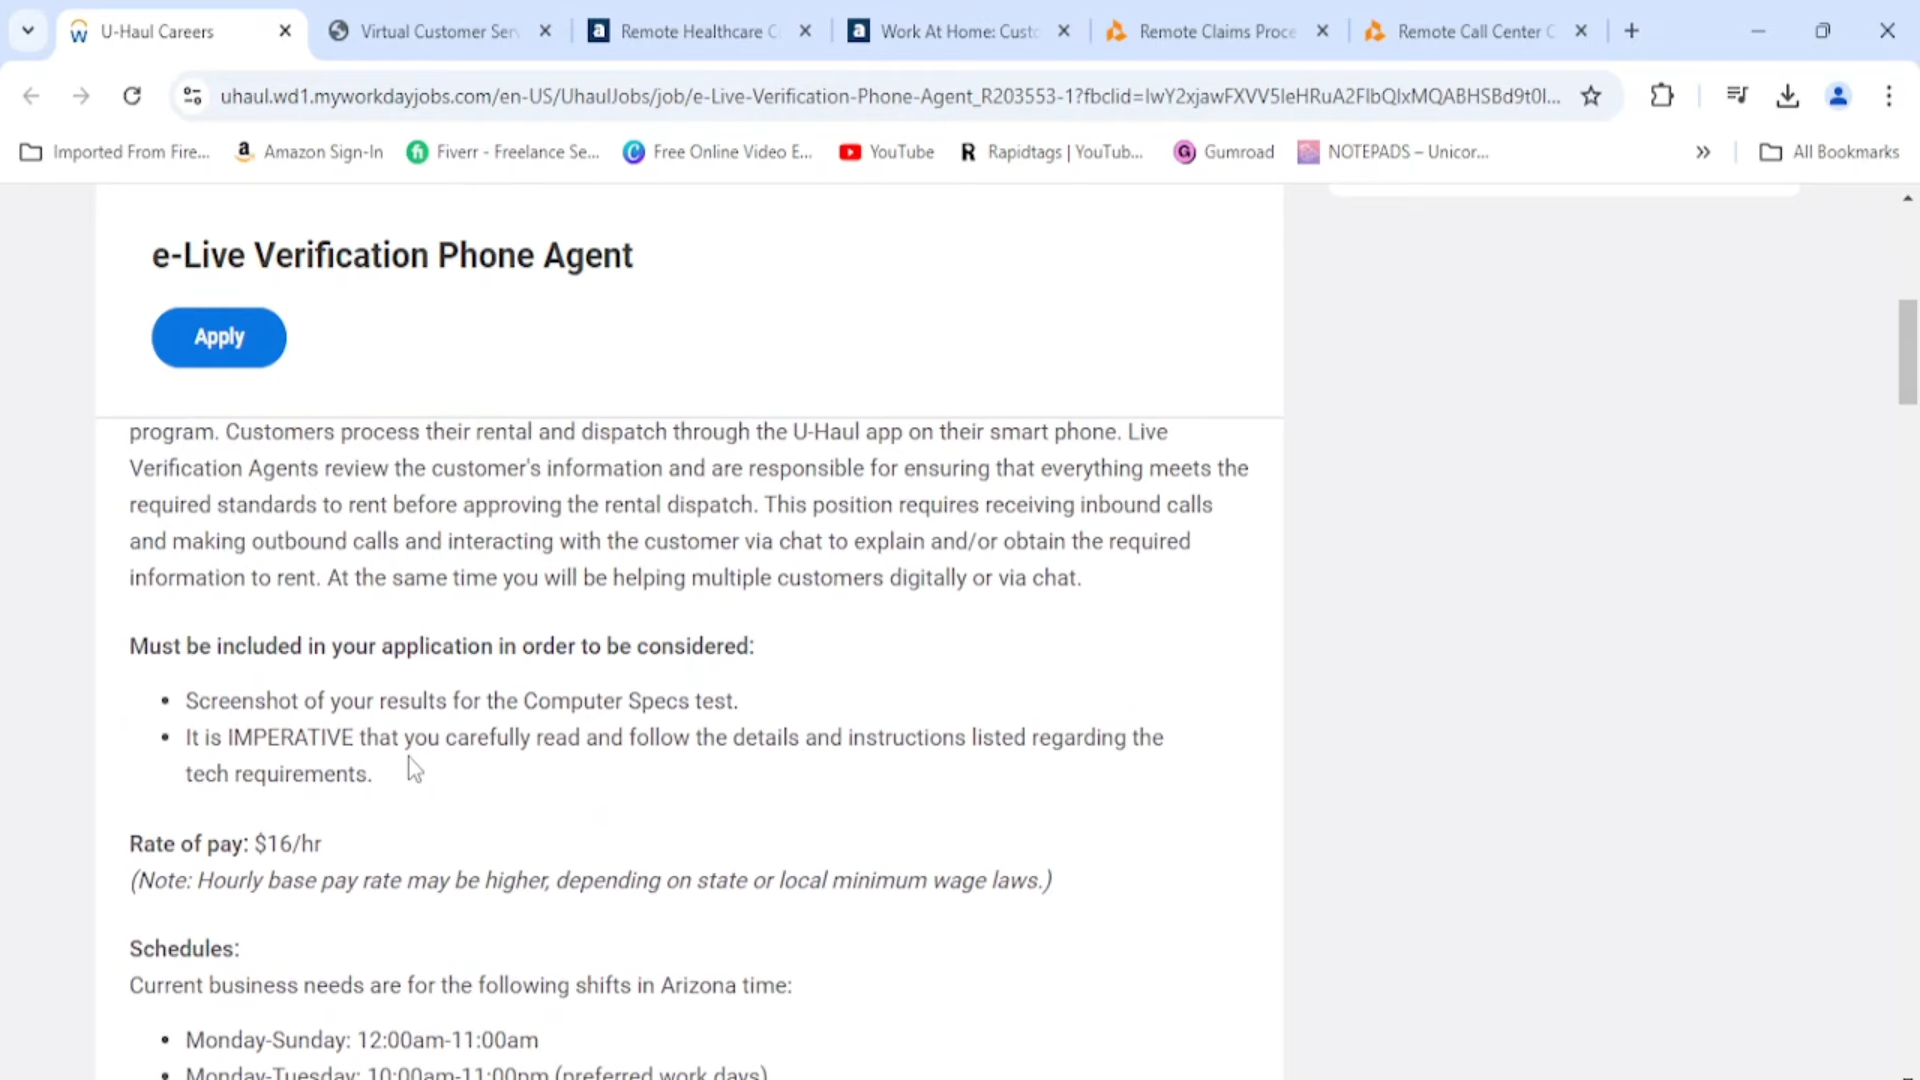 U-Haul Careers
Virtual Customer Serv
Remote Healthcare C
Work At Home: Custo
Remote Claims Proce
Remote Call Center C
uhaul.wd1.myworkdayjobs.com/en-US/UhaulJobs/job/e-Live-Verification-Phone-Agent_R203553-1?fbclid=IwY2xjawFXVV5leHRuA2FlbQIxMQABHSBd9t0l...
Imported From Fire...
Amazon Sign-In
Fiverr - Freelance Se...
Free Online Video E...
YouTube
Rapidtags | YouTub...
Gumroad
NOTEPADS – Unicor...
All Bookmarks
e-Live Verification Phone Agent
Apply
program. Customers process their rental and dispatch through the U-Haul app on their smart phone. Live
Verification Agents review the customer's information and are responsible for ensuring that everything meets the
required standards to rent before approving the rental dispatch. This position requires receiving inbound calls
and making outbound calls and interacting with the customer via chat to explain and/or obtain the required
information to rent. At the same time you will be helping multiple customers digitally or via chat.
Must be included in your application in order to be considered:
• Screenshot of your results for the Computer Specs test.
• It is IMPERATIVE that you carefully read and follow the details and instructions listed regarding the
tech requirements.
Rate of pay: $16/hr
(Note: Hourly base pay rate may be higher, depending on state or local minimum wage laws.)
Schedules:
Current business needs are for the following shifts in Arizona time:
• Monday-Sunday: 12:00am-11:00am
• Monday-Tuesday: 10:00am-11:00pm (preferred work days)